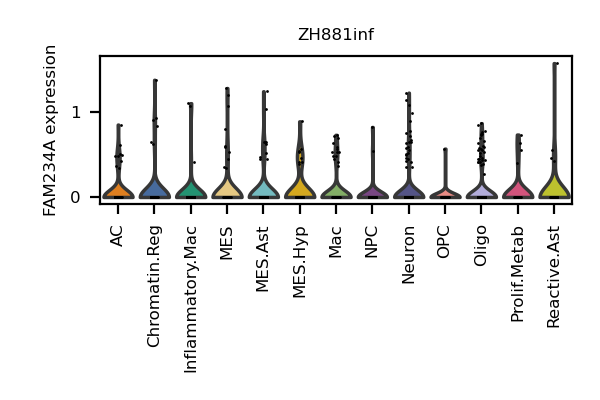 ZH881inf
FAM234A expression
1
0
AC
Chromatin.Reg
Inflammatory.Mac
MES
MES.Ast
MES.Hyp
Mac
NPC
Neuron
OPC
Oligo
Prolif.Metab
Reactive.Ast